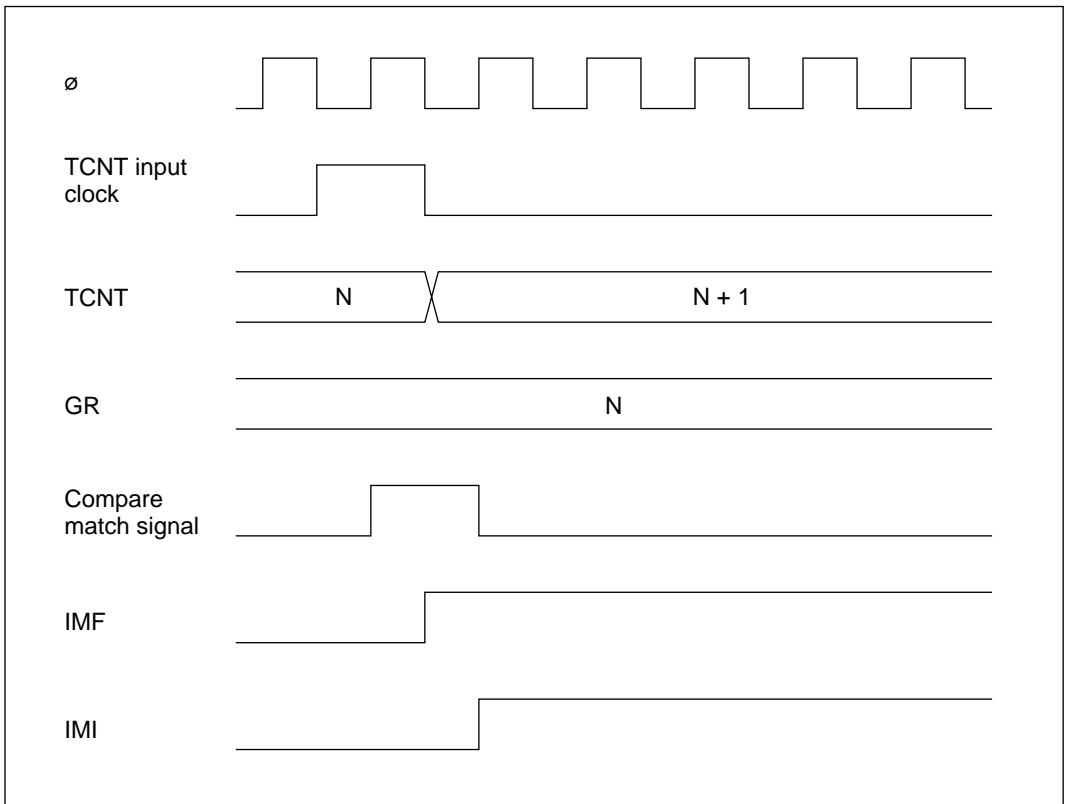 ø
TCNT input
clock
TCNT
N
N + 1
GR
N
Compare
match signal
IMF
IMI